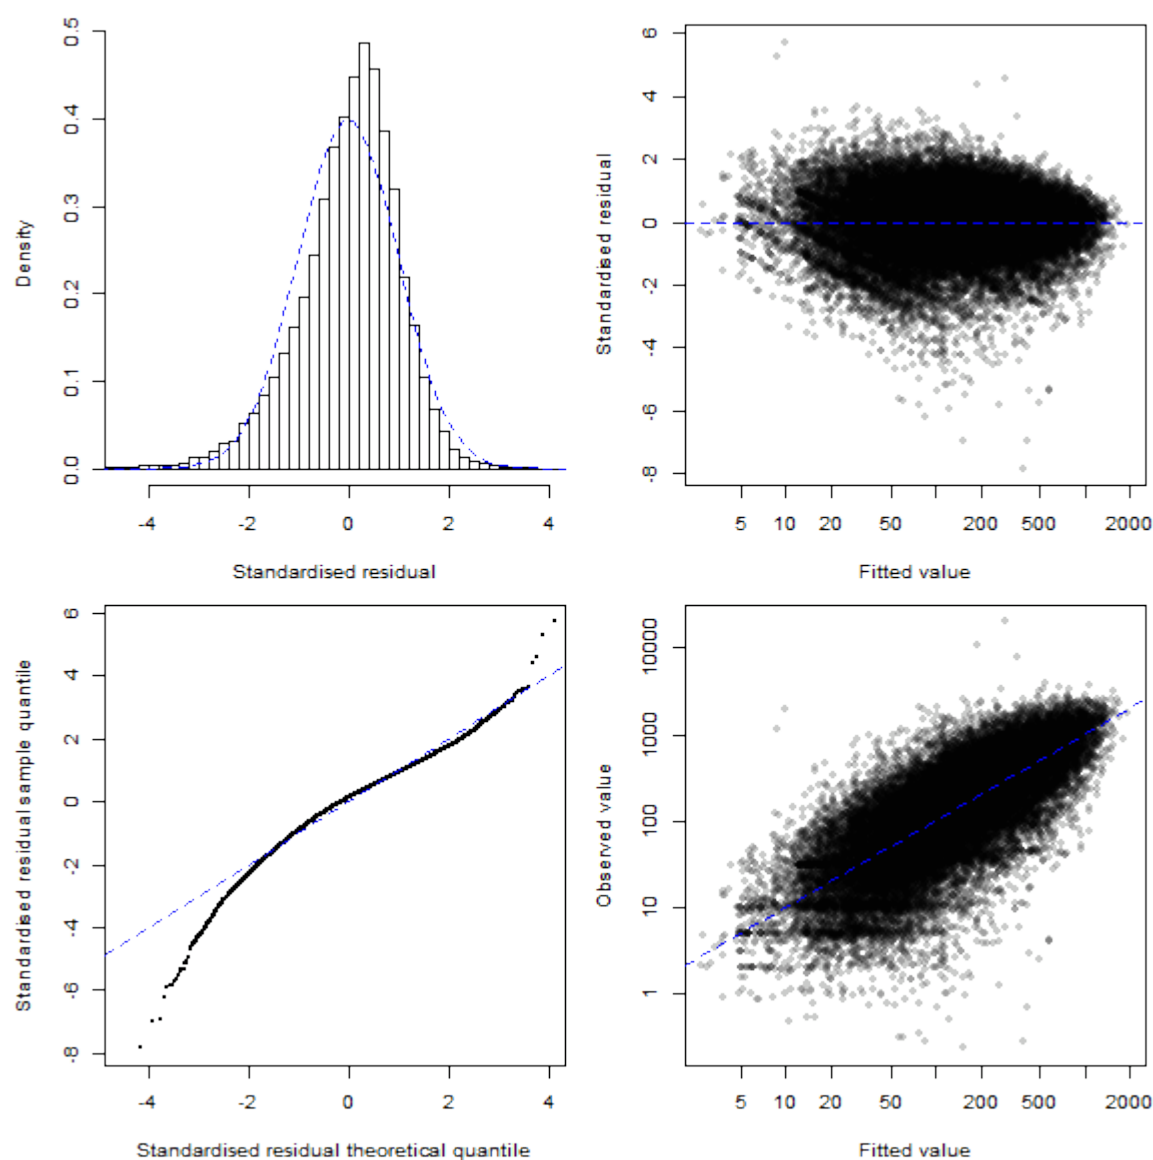 0.5
0.4
0.3
0.2
0.1
0.0
Density
-4 -2 0 2 4
Standardised residual
6
4
2
0
-2
-4
-6
-8
Standardised residual
5 10 20 50 200 500 2000
Fitted value
6
4
2
0
-2
-4
-6
-8
Standardised residual sample quantile
-4 -2 0 2 4
Standardised residual theoretical quantile
10000
1000
100
10
1
Observed value
5 10 20 50 200 500 2000
Fitted value